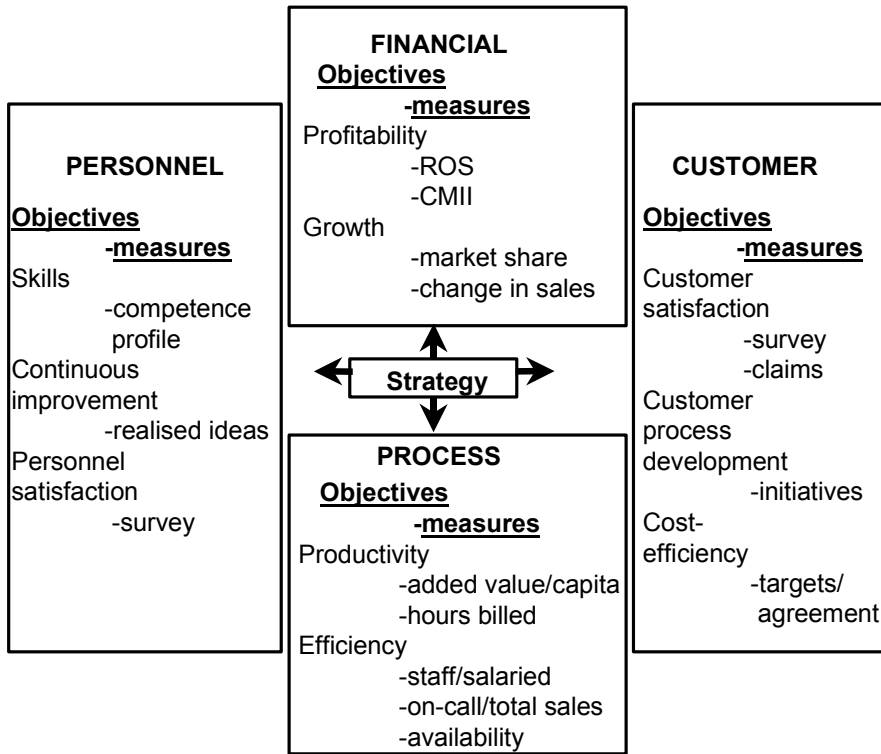 FINANCIAL
Objectives
-measures
Profitability
-ROS
-CMII
Growth
-market share
-change in sales
PERSONNEL
Objectives
-measures
Skills
-competence
profile
Continuous
improvement
-realised ideas
Personnel
satisfaction
-survey
Strategy
CUSTOMER
Objectives
-measures
Customer
satisfaction
-survey
-claims
Customer
process
development
-initiatives
Cost-
efficiency
-targets/
agreement
PROCESS
Objectives
-measures
Productivity
-added value/capita
-hours billed
Efficiency
-staff/salaried
-on-call/total sales
-availability